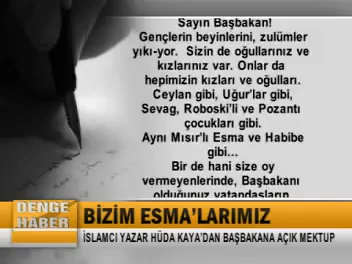 Sayın Başbakan!
Gençlerin beyinlerini, zulümler
yıkı-yor. Sizin de oğullarınız ve
kızlarınız var. Onlar da
hepimizin kızları ve oğulları.
Ceylan gibi, Uğur'lar gibi,
Sevag, Roboski'li ve Pozantı
çocukları gibi.
Aynı Mısır'lı Esma ve Habibe
gibi...
Bir de hani size oy
vermeyenlerinde, Başbakanı
olduğunuz vatandaşların
DENGE
HABER
BİZİM ESMA'LARIMIZ
İSLAMCI YAZAR HÜDA KAYA'DAN BAŞBAKANA AÇIK MEKTUP